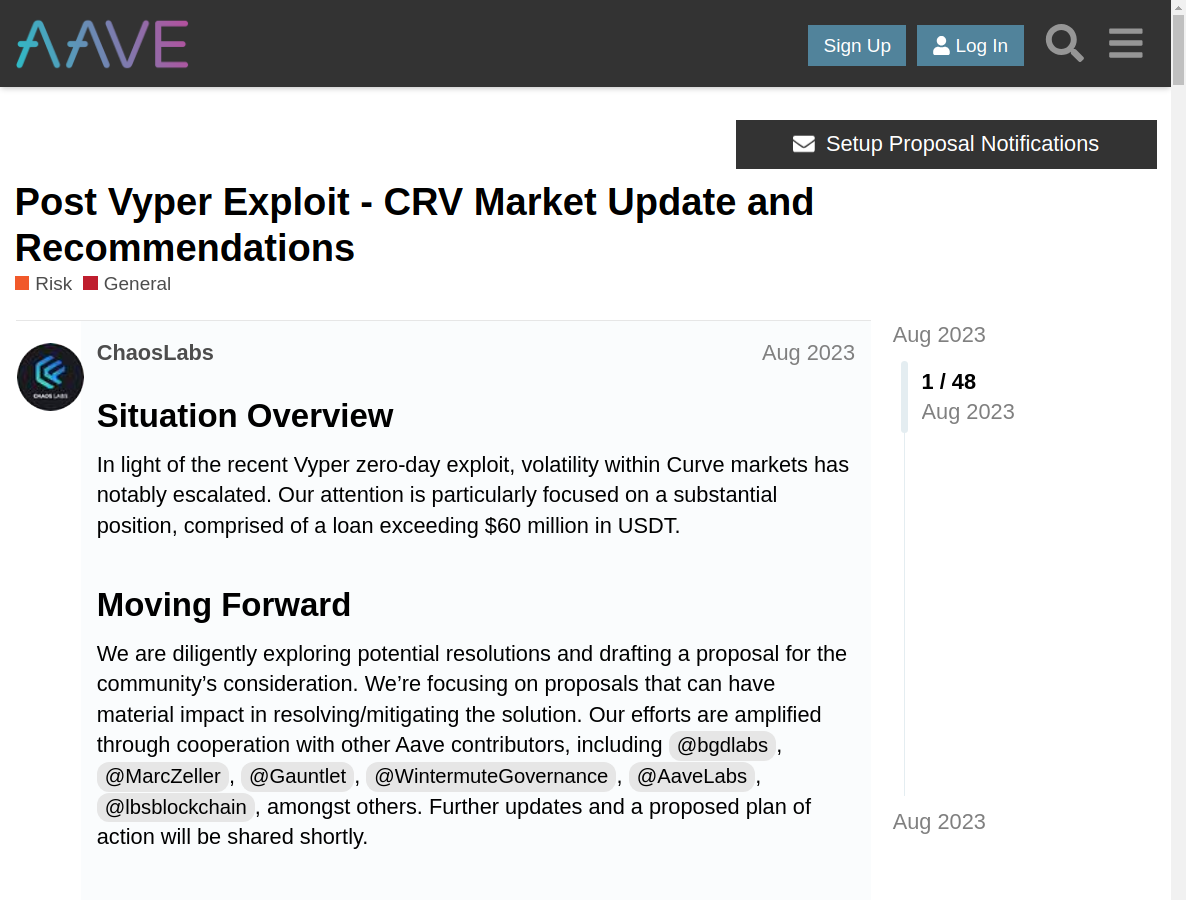 AAVE
Sign Up
Log In
Setup Proposal Notifications
Post Vyper Exploit - CRV Market Update and
Recommendations
Risk General
ChaosLabs
Aug 2023
CHAOS LABS
Situation Overview
In light of the recent Vyper zero-day exploit, volatility within Curve markets has
notably escalated. Our attention is particularly focused on a substantial
position, comprised of a loan exceeding $60 million in USDT.
Moving Forward
We are diligently exploring potential resolutions and drafting a proposal for the
community’s consideration. We’re focusing on proposals that can have
material impact in resolving/mitigating the solution. Our efforts are amplified
through cooperation with other Aave contributors, including @bgdlabs ,
@MarcZeller , @Gauntlet , @WintermuteGovernance , @AaveLabs ,
@lbsblockchain , amongst others. Further updates and a proposed plan of
action will be shared shortly.
Aug 2023
1 / 48
Aug 2023
Aug 2023